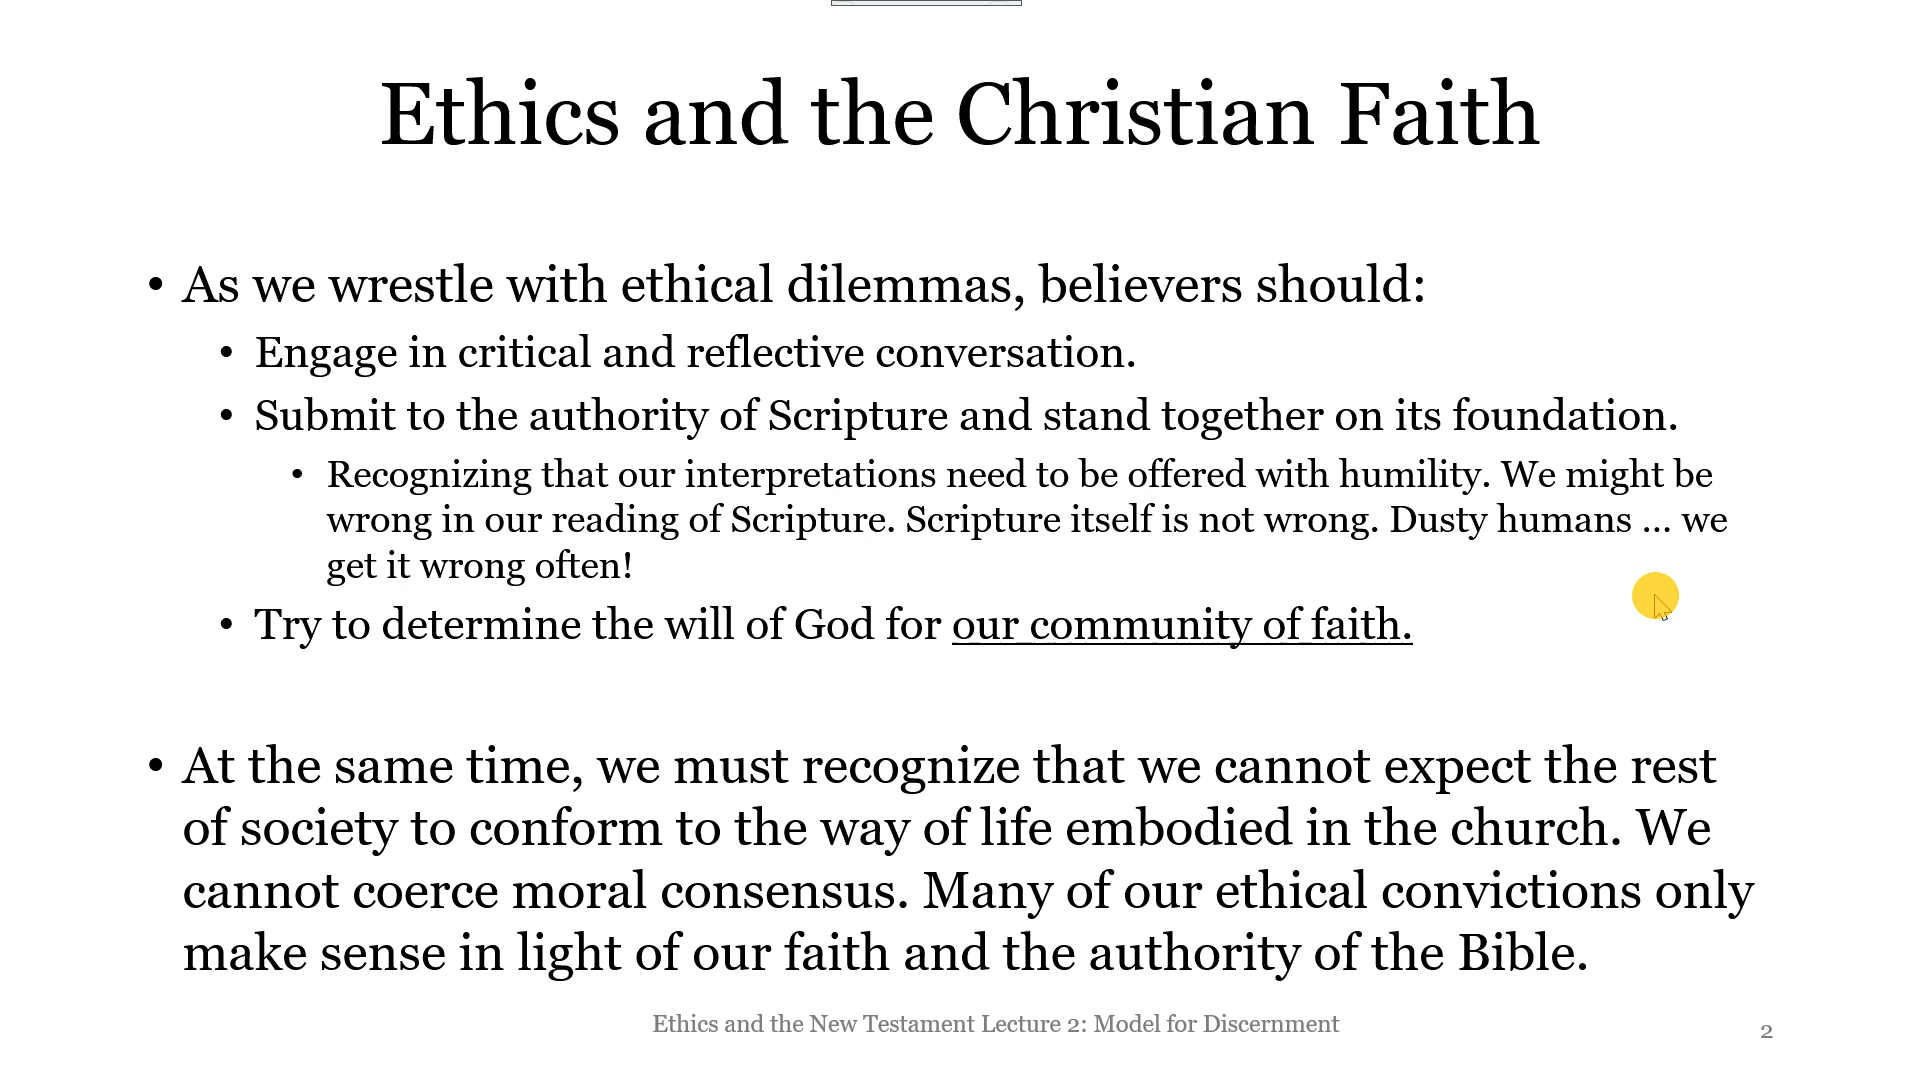 Ethics and the Christian Faith
• As we wrestle with ethical dilemmas, believers should:
• Engage in critical and reflective conversation.
• Submit to the authority of Scripture and stand together on its foundation.
• Recognizing that our interpretations need to be offered with humility. We might be
wrong in our reading of Scripture. Scripture itself is not wrong. Dusty humans … we
get it wrong often!
• Try to determine the will of God for our community of faith.
• At the same time, we must recognize that we cannot expect the rest
of society to conform to the way of life embodied in the church. We
cannot coerce moral consensus. Many of our ethical convictions only
make sense in light of our faith and the authority of the Bible.
Ethics and the New Testament Lecture 2: Model for Discernment
2